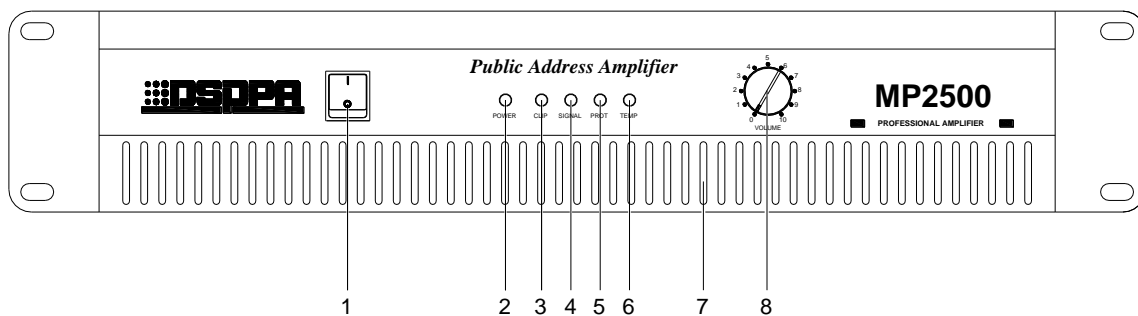 DSPPA
Public Address Amplifier
POWER CLIP SIGNAL PROT TEMP
0 1 2 3 4 5 6 7 8 9 10
VOLUME
MP2500
PROFESSIONAL AMPLIFIER
1 2 3 4 5 6 7 8